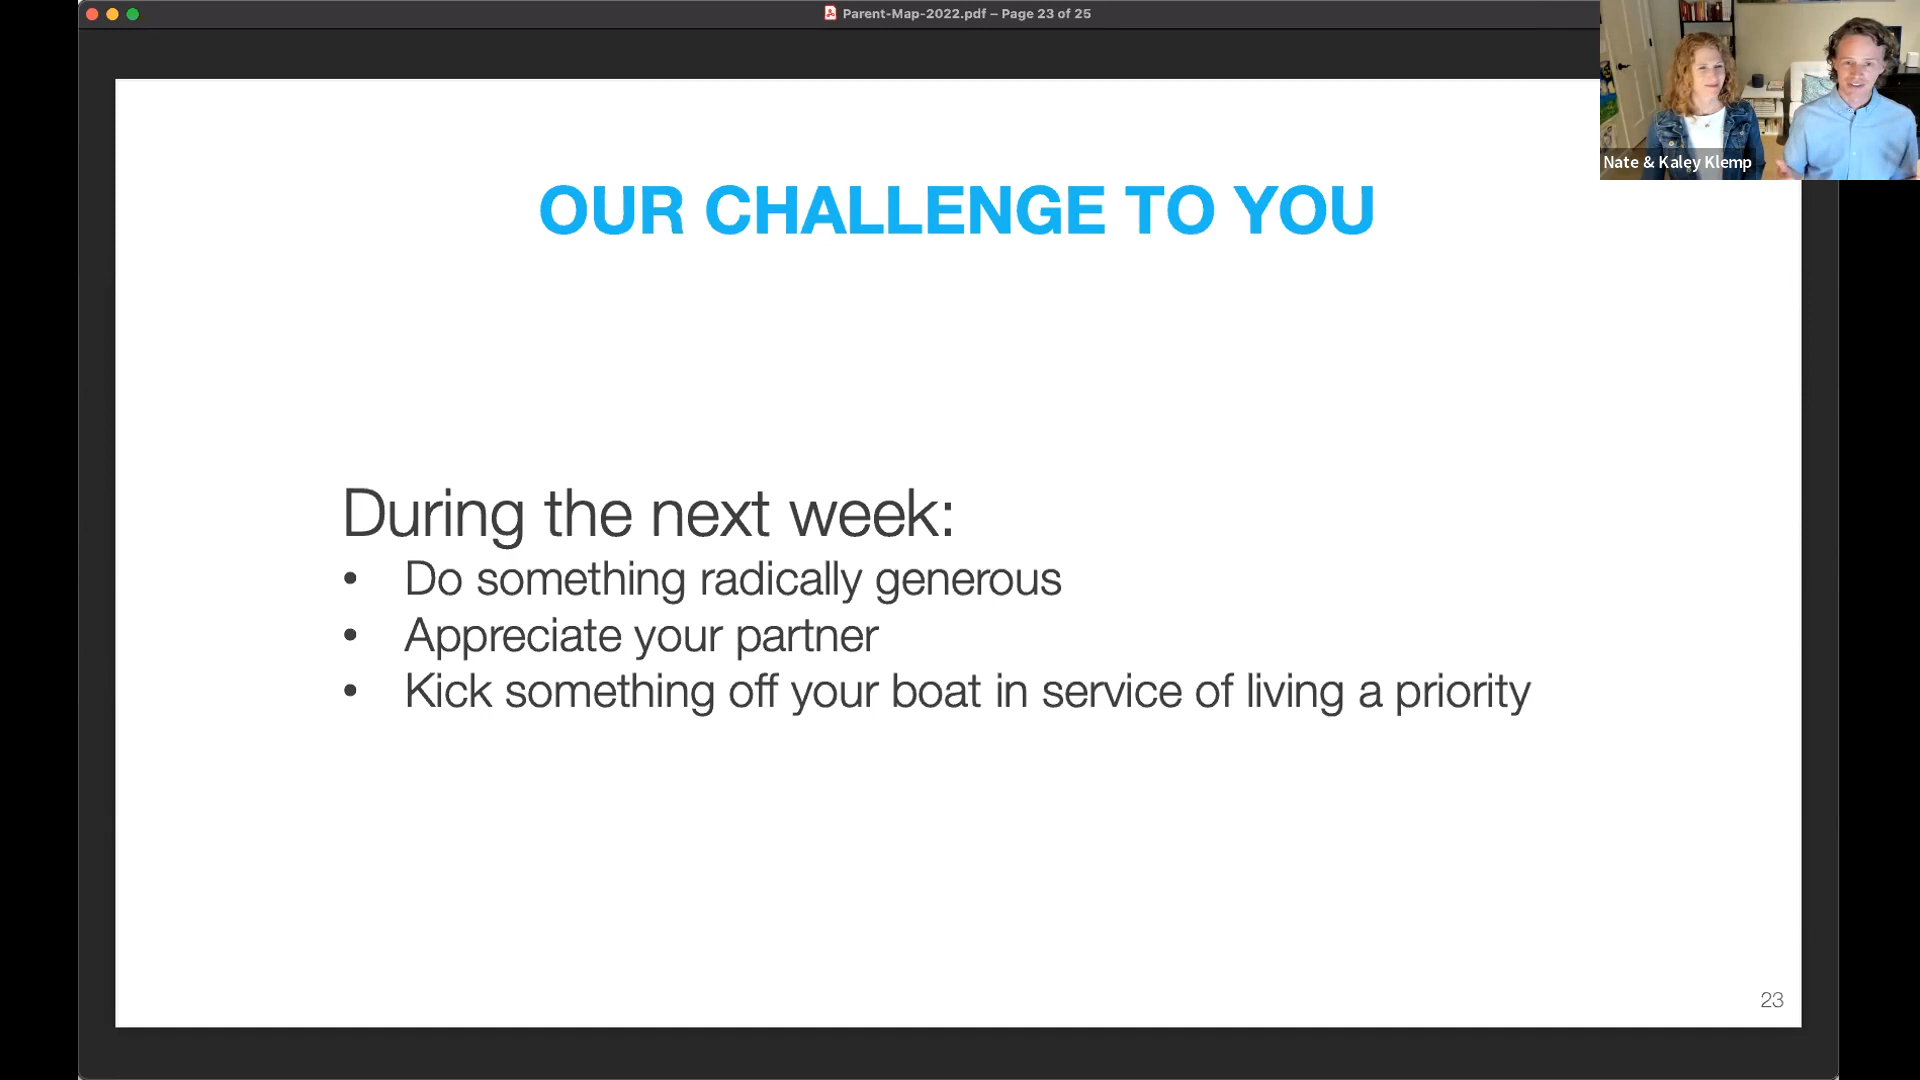 Parent-Map-2022.pdf – Page 23 of 25
Nate & Kaley Klemp
OUR CHALLENGE TO YOU
During the next week:
• Do something radically generous
• Appreciate your partner
• Kick something off your boat in service of living a priority
23